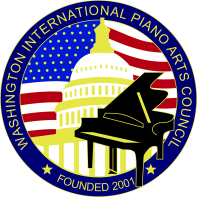 WASHINGTON INTERNATIONAL PIANO ARTS COUNCIL
FOUNDED 2001